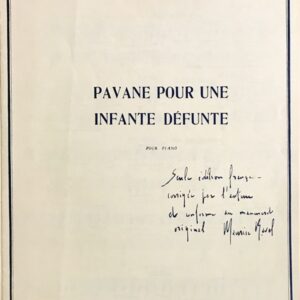 PAVANE POUR UNE
INFANTE DÉFUNTE
POUR PIANO
Seule édition
corrigée par l'auteur
et conforme au manuscrit
original Maurice Ravel